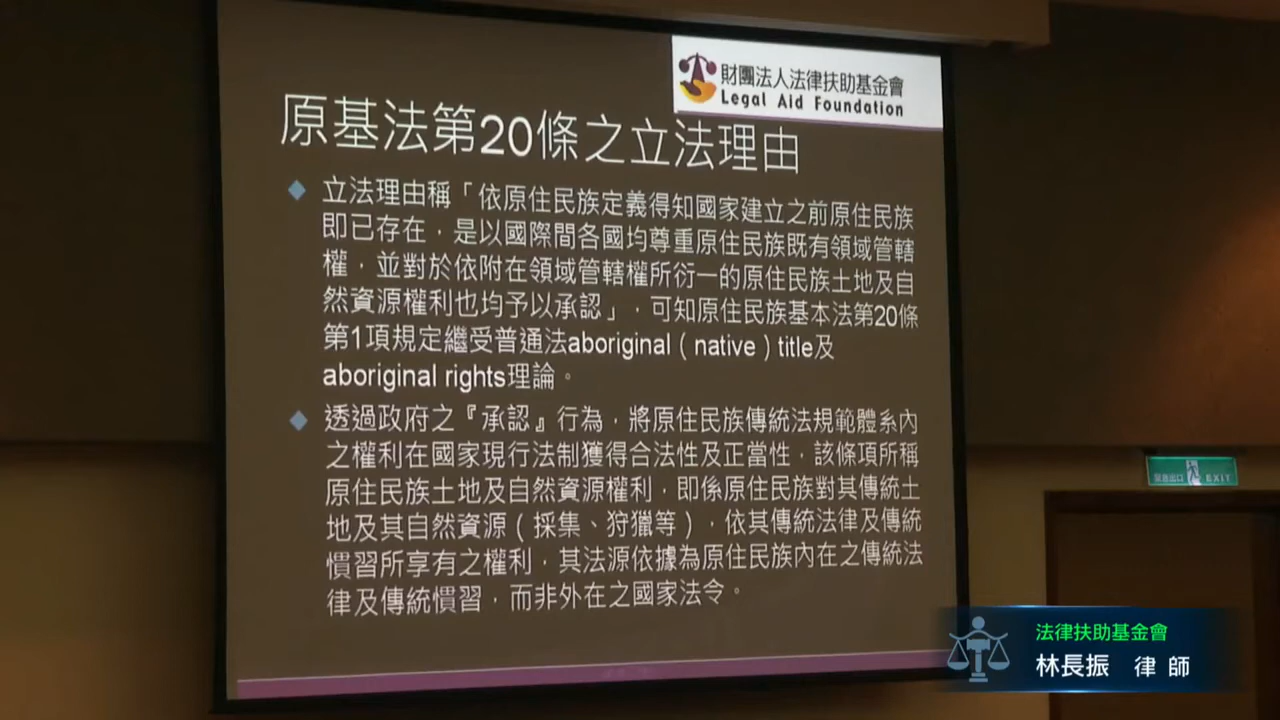 財團法人法律扶助基金會
Legal Aid Foundation
原基法第20條之立法理由
立法理由稱「依原住民族定義得知國家建立之前原住民族
即已存在，是以國際間各國均尊重原住民族既有領域管轄
權，並對於依附在領域管轄權所衍一的原住民族土地及自
然資源權利也均予以承認」，可知原住民族基本法第20條
第1項規定繼受普通法aboriginal（native）title及
aboriginal rights理論。
透過政府之『承認』行為，將原住民族傳統法規範體系內
之權利在國家現行法制獲得合法性及正當性，該條項所稱
原住民族土地及自然資源權利，即係原住民族對其傳統土
地及其自然資源（採集、狩獵等），依其傳統法律及傳統
慣習所享有之權利，其法源依據為原住民族內在之傳統法
律及傳統慣習，而非外在之國家法令。
緊急出口 EXIT
法律扶助基金會
林長振 律師